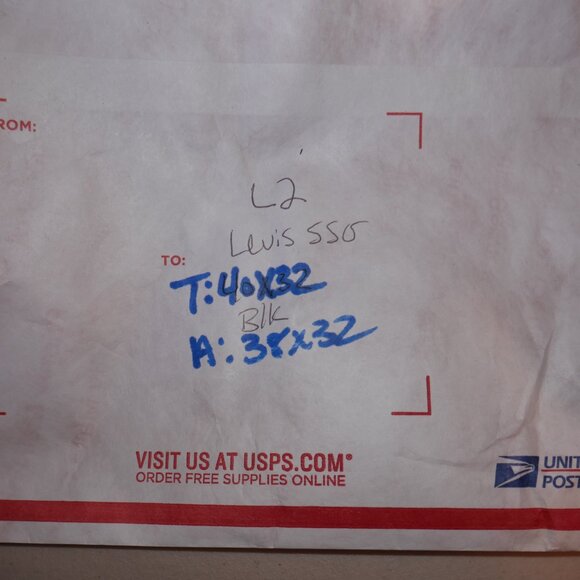 ROM:
L2
Levis 550
TO:
T: 40x32
Blk
A: 38x32
VISIT US AT USPS.COM®
ORDER FREE SUPPLIES ONLINE
UNIT
POST